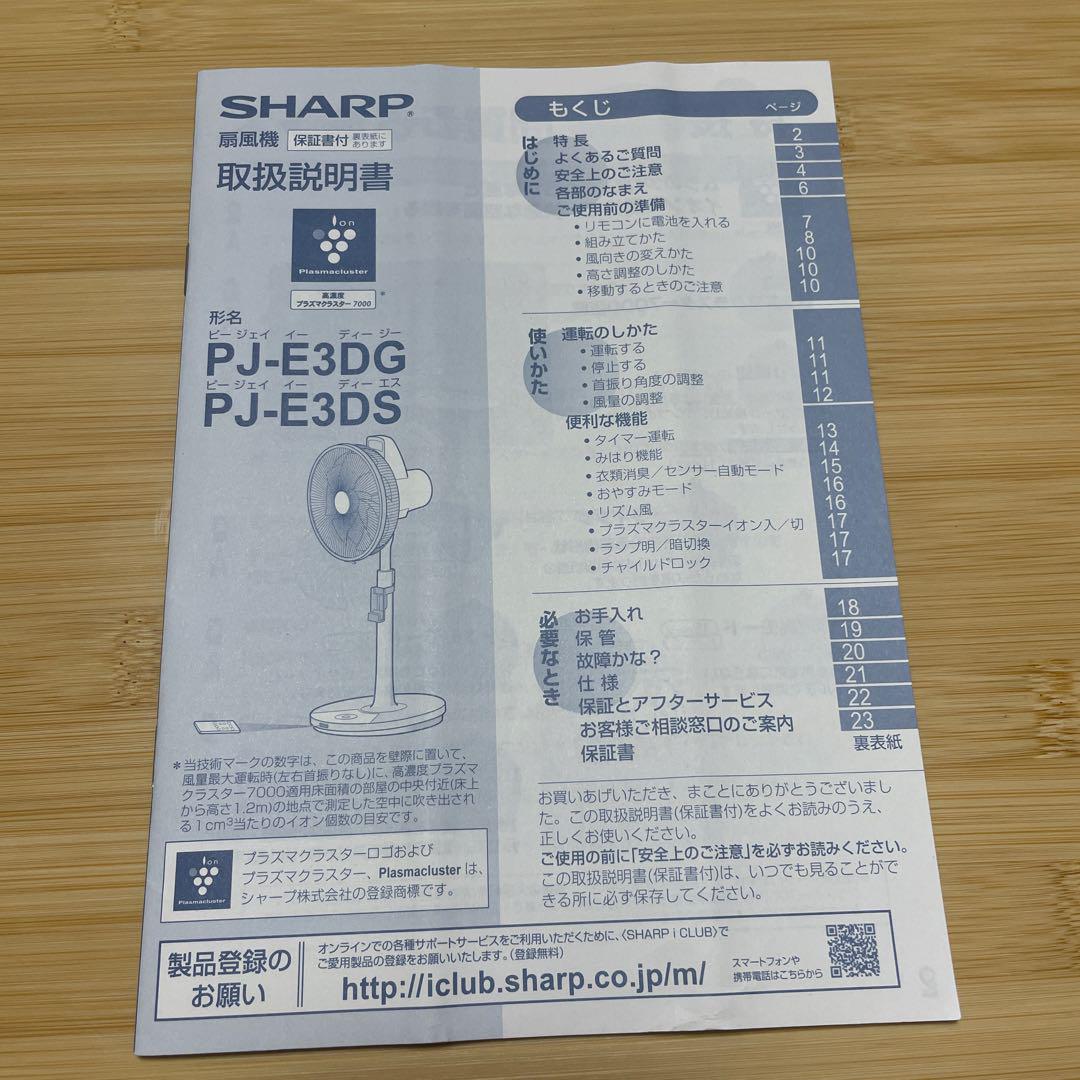 SHARP®
扇風機 保証書付 裏表紙にあります
取扱説明書
ion
Plasmacluster
高濃度
プラズマクラスター 7000 *
形名
ピー ジェイ イー ディー ジー
PJ-E3DG
ピー ジェイ イー ディー エス
PJ-E3DS
*当技術マークの数字は、この商品を壁際に置いて、
風量最大運転時(左右首振りなし)に、高濃度プラズマ
クラスター7000適用床面積の部屋の中央付近(床上
から高さ1.2m)の地点で測定した空中に吹き出され
る1cm³当たりのイオン個数の目安です。
ion
Plasmacluster
プラズマクラスターロゴおよび
プラズマクラスター、Plasmacluster は、
シャープ株式会社の登録商標です。
もくじ ページ
はじめに
特長 2
よくあるご質問 3
安全上のご注意 4
各部のなまえ 6
ご使用前の準備
• リモコンに電池を入れる 7
• 組み立てかた 8
• 風向きの変えかた 10
• 高さ調整のしかた 10
• 移動するときのご注意 10
使いかた
運転のしかた
• 運転する 11
• 停止する 11
• 首振り角度の調整 11
• 風量の調整 12
便利な機能
• タイマー運転 13
• みはり機能 14
• 衣類消臭/センサー自動モード 15
• おやすみモード 16
• リズム風 16
• プラズマクラスターイオン入/切 17
• ランプ明/暗切換 17
• チャイルドロック 17
必要なとき
お手入れ 18
保管 19
故障かな? 20
仕様 21
保証とアフターサービス 22
お客様ご相談窓口のご案内 23
保証書 裏表紙
お買いあげいただき、まことにありがとうございまし
た。この取扱説明書(保証書付)をよくお読みのうえ、
正しくお使いください。
ご使用の前に「安全上のご注意」を必ずお読みください。
この取扱説明書(保証書付)は、いつでも見ることがで
きる所に必ず保存してください。
製品登録の
お願い
オンラインでの各種サポートサービスをご利用いただくために、〈SHARP i CLUB〉で
ご愛用製品の登録をお願いいたします。(登録無料)
http://iclub.sharp.co.jp/m/
スマートフォンや
携帯電話はこちらから